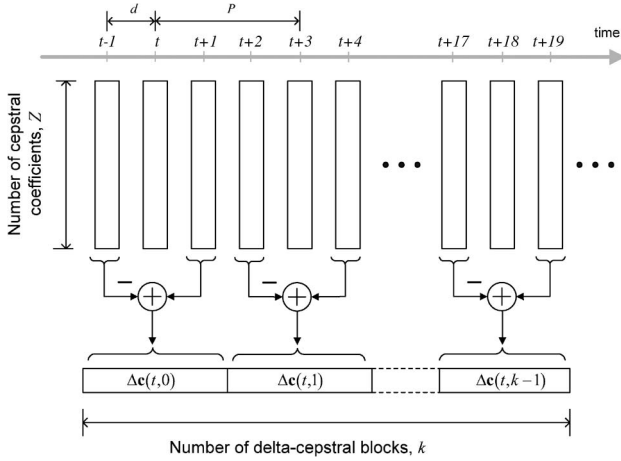 d P
t-1 t t+1 t+2 t+3 t+4 t+17 t+18 t+19 time
Number of cepstral
coefficients, Z
Δc(t,0) Δc(t,1) Δc(t,k−1)
Number of delta-cepstral blocks, k